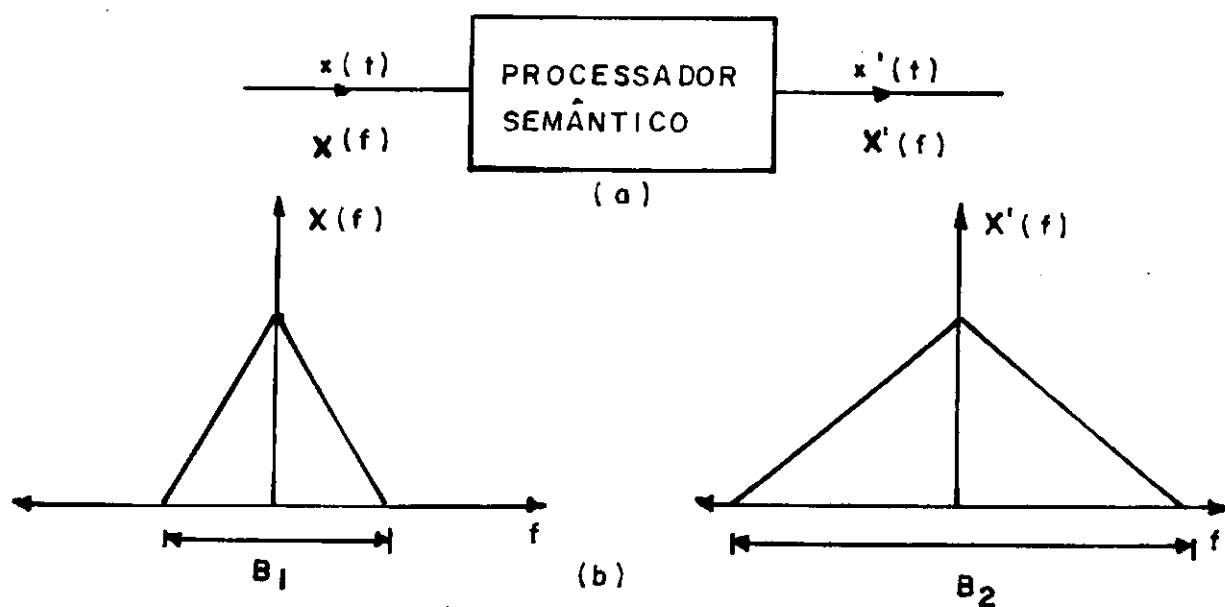 x(t)
X(f)
PROCESSADOR
SEMÂNTICO
x'(t)
X'(f)
(a)
X(f)
X'(f)
f
f
B1
(b)
B2